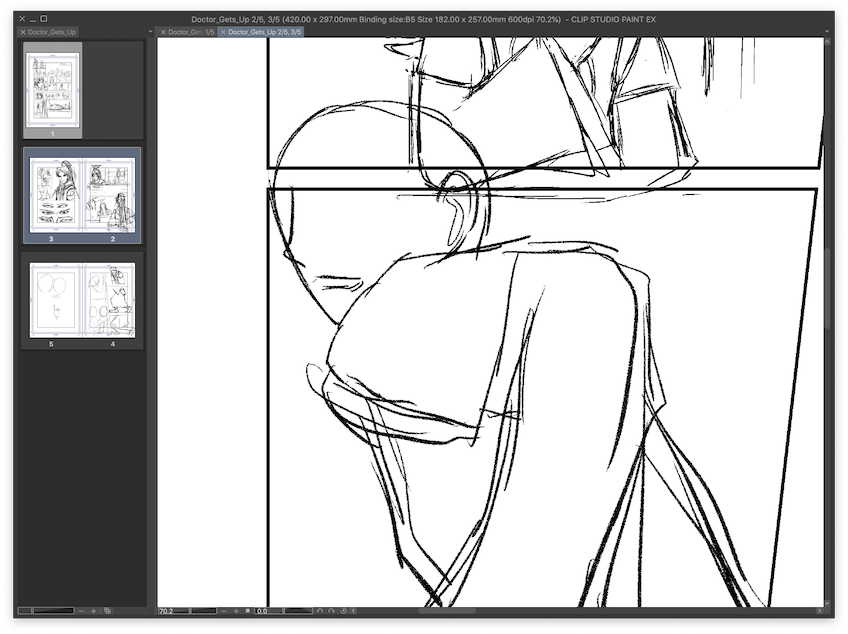 Doctor_Gets_Up 2/5, 3/5 (420.00 x 297.00mm Binding size:B5 Size 182.00 x 257.00mm 600dpi 70.2%) - CLIP STUDIO PAINT EX
Doctor_Gets_Up
Doctor_Get 1/5
Doctor_Gets_Up 2/5, 3/5
1
3 2
5 4
70.2
0.0